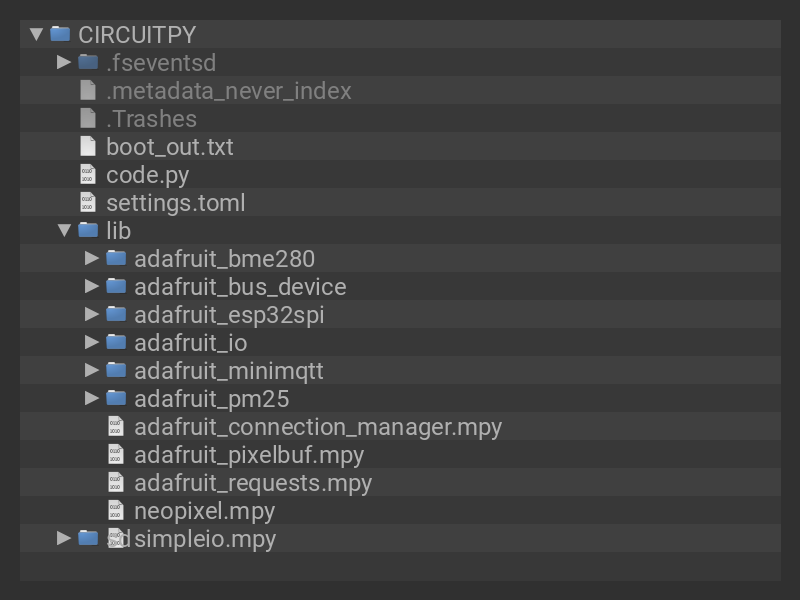 CIRCUITPY
.fseventsd
.metadata_never_index
.Trashes
boot_out.txt
code.py
settings.toml
lib
adafruit_bme280
adafruit_bus_device
adafruit_esp32spi
adafruit_io
adafruit_minimqtt
adafruit_pm25
adafruit_connection_manager.mpy
adafruit_pixelbuf.mpy
adafruit_requests.mpy
neopixel.mpy
sd simpleio.mpy